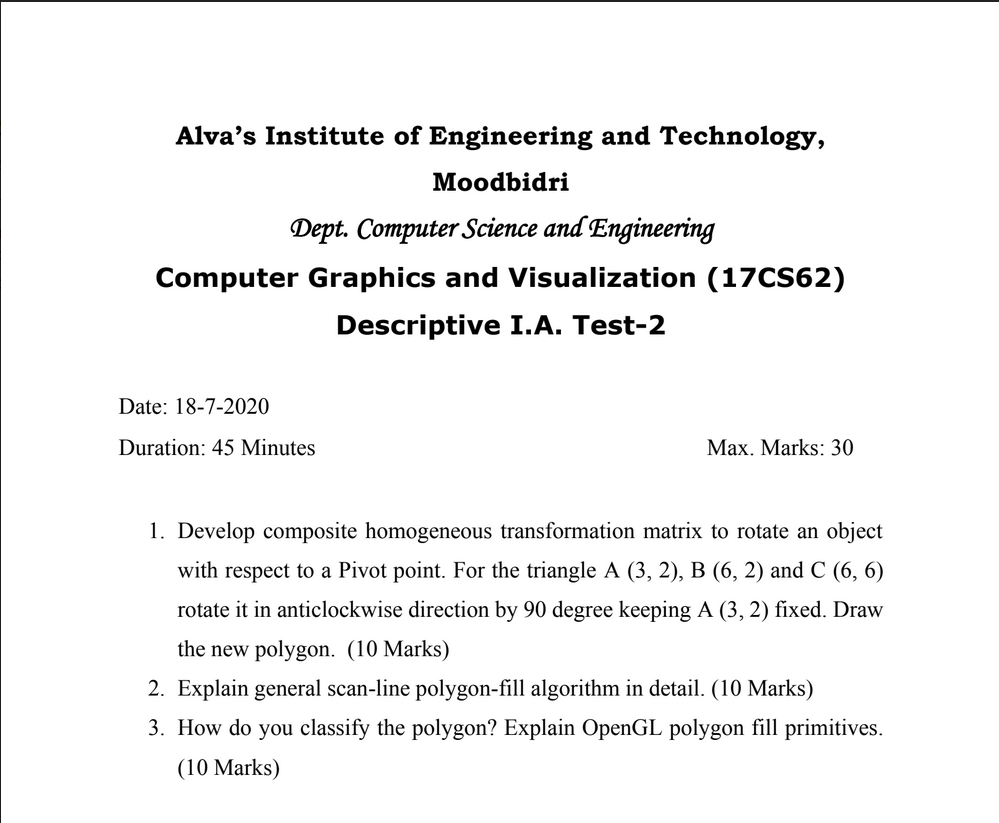 Alva’s Institute of Engineering and Technology,
Moodbidri
Dept. Computer Science and Engineering
Computer Graphics and Visualization (17CS62)
Descriptive I.A. Test-2
Date: 18-7-2020
Duration: 45 Minutes Max. Marks: 30
1. Develop composite homogeneous transformation matrix to rotate an object
with respect to a Pivot point. For the triangle A (3, 2), B (6, 2) and C (6, 6)
rotate it in anticlockwise direction by 90 degree keeping A (3, 2) fixed. Draw
the new polygon. (10 Marks)
2. Explain general scan-line polygon-fill algorithm in detail. (10 Marks)
3. How do you classify the polygon? Explain OpenGL polygon fill primitives.
(10 Marks)